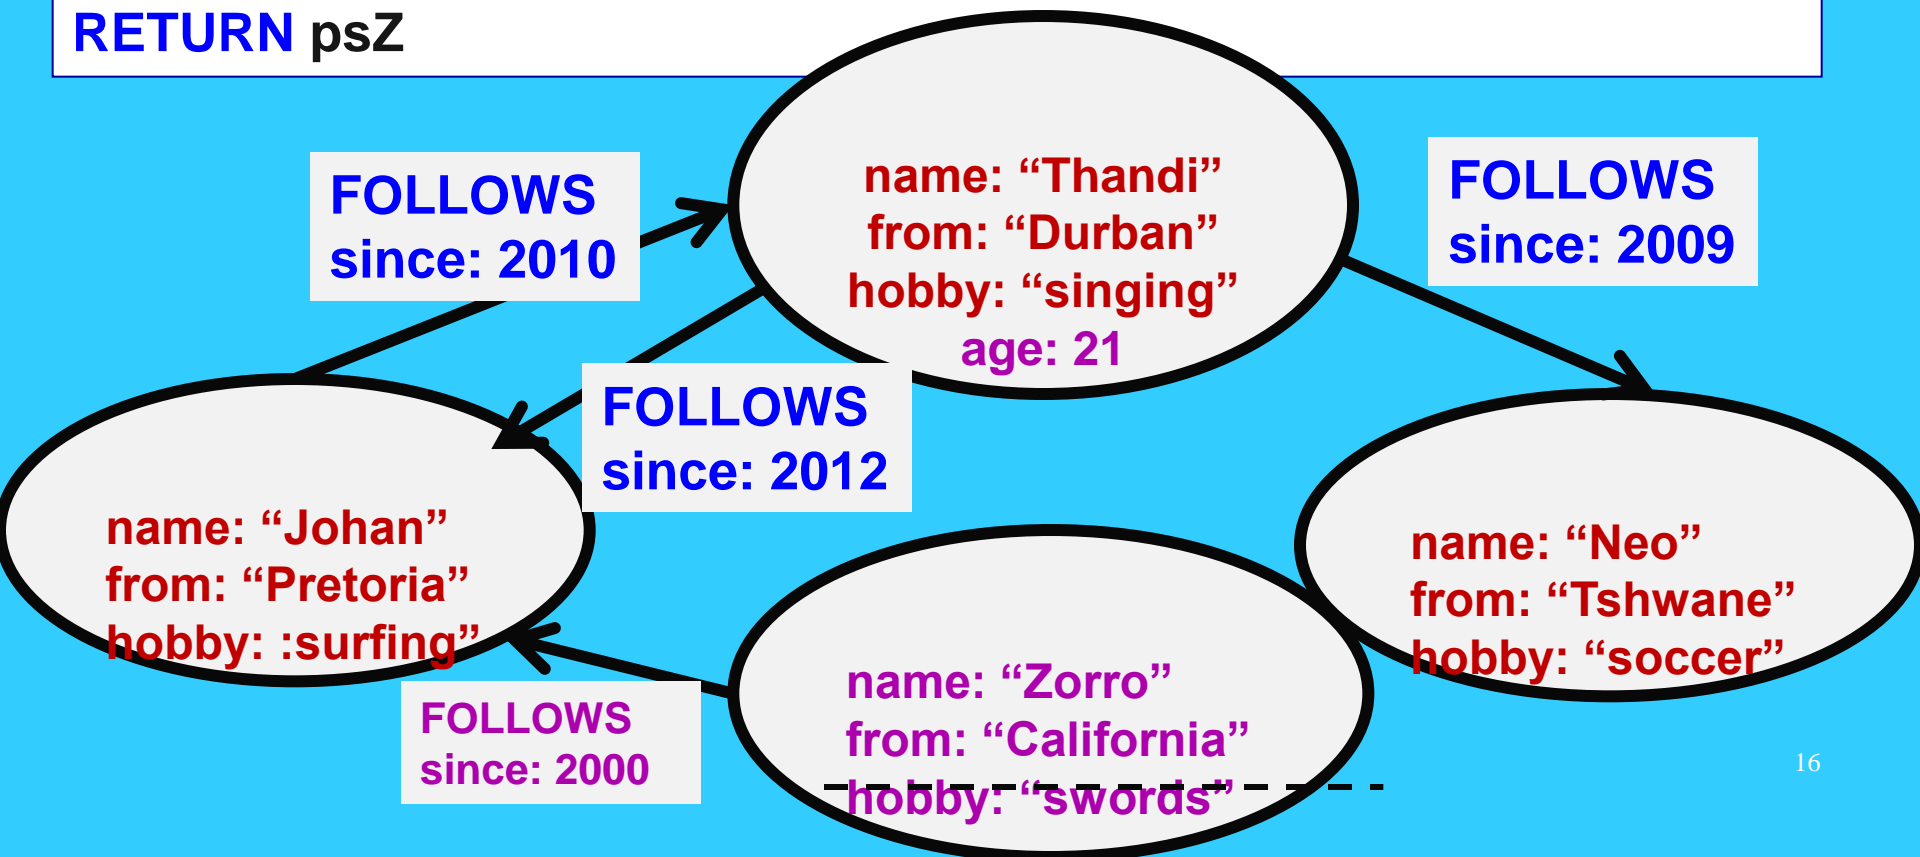 RETURN psZ
FOLLOWS
since: 2010
name: “Thandi”
from: “Durban”
hobby: “singing”
age: 21
FOLLOWS
since: 2009
FOLLOWS
since: 2012
name: “Johan”
from: “Pretoria”
hobby: :surfing”
name: “Neo”
from: “Tshwane”
hobby: “soccer”
name: “Zorro”
from: “California”
hobby: “swords”
FOLLOWS
since: 2000
16